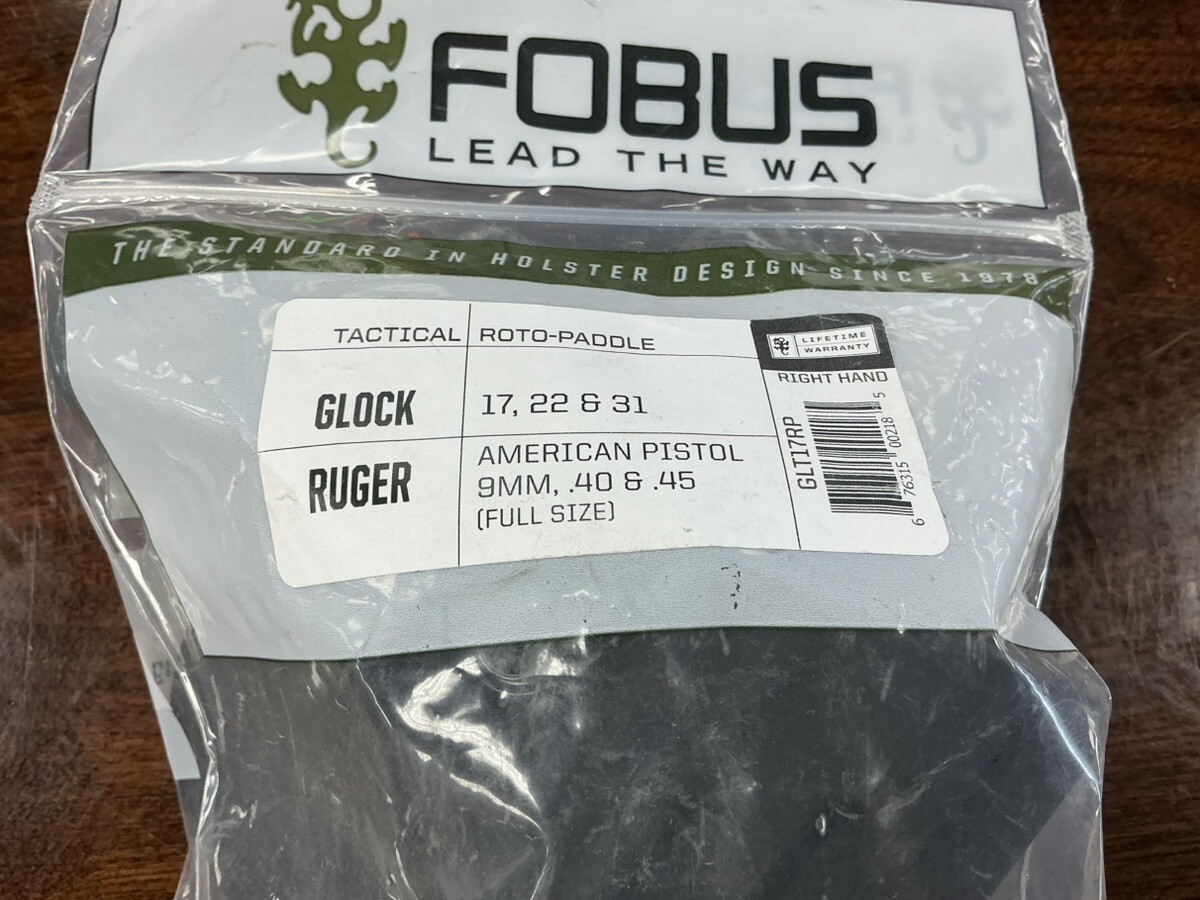 FOBUS
LEAD THE WAY
THE STANDARD IN HOLSTER DESIGN SINCE 1978
TACTICAL ROTO-PADDLE
LIFETIME
WARRANTY
RIGHT HAND
GLOCK 17, 22 & 31
RUGER AMERICAN PISTOL
9MM, .40 & .45
(FULL SIZE)
GLT17RP
6 76315 00218 5